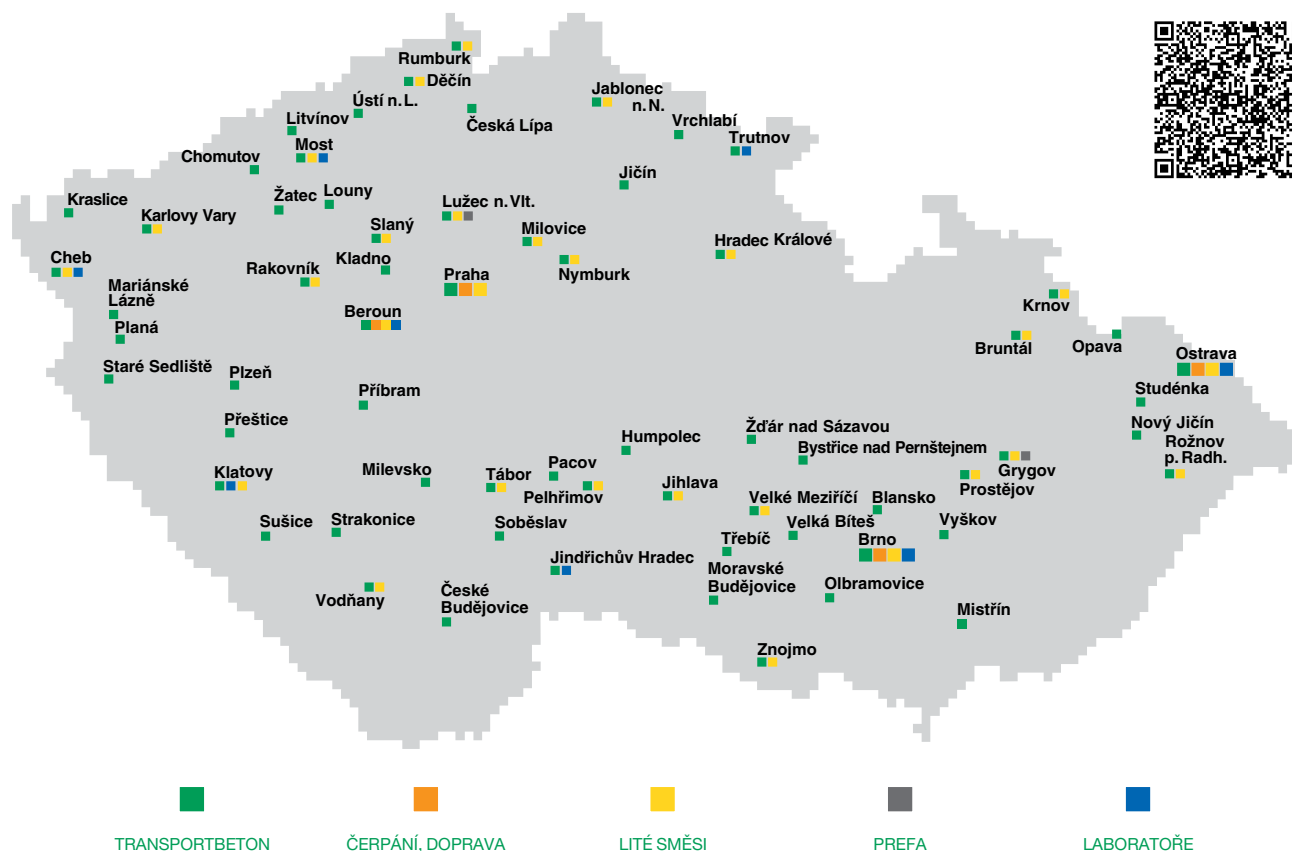 Rumburk
Děčín
Ústí n.L.
Jablonec
n.N.
Litvínov
Česká Lípa
Vrchlabí
Most
Trutnov
Chomutov
Jičín
Kraslice
Žatec
Louny
Lužec n.Vlt.
Karlovy Vary
Slaný
Milovice
Hradec Králové
Cheb
Rakovník
Kladno
Praha
Nymburk
Mariánské
Lázně
Krnov
Beroun
Planá
Bruntál
Opava
Ostrava
Staré Sedliště
Plzeň
Příbram
Studénka
Přeštice
Humpolec
Žďár nad Sázavou
Nový Jičín
Bystřice nad Pernštejnem
Rožnov
p. Radh.
Klatovy
Milevsko
Tábor
Pacov
Grygov
Pelhřimov
Jihlava
Prostějov
Velké Meziříčí
Blansko
Sušice
Strakonice
Soběslav
Velká Bíteš
Vyškov
Třebíč
Brno
Jindřichův Hradec
Moravské
Budějovice
Olbramovice
Vodňany
České
Budějovice
Mistřín
Znojmo
TRANSPORTBETON
ČERPÁNÍ, DOPRAVA
LITÉ SMĚSI
PREFA
LABORATOŘE